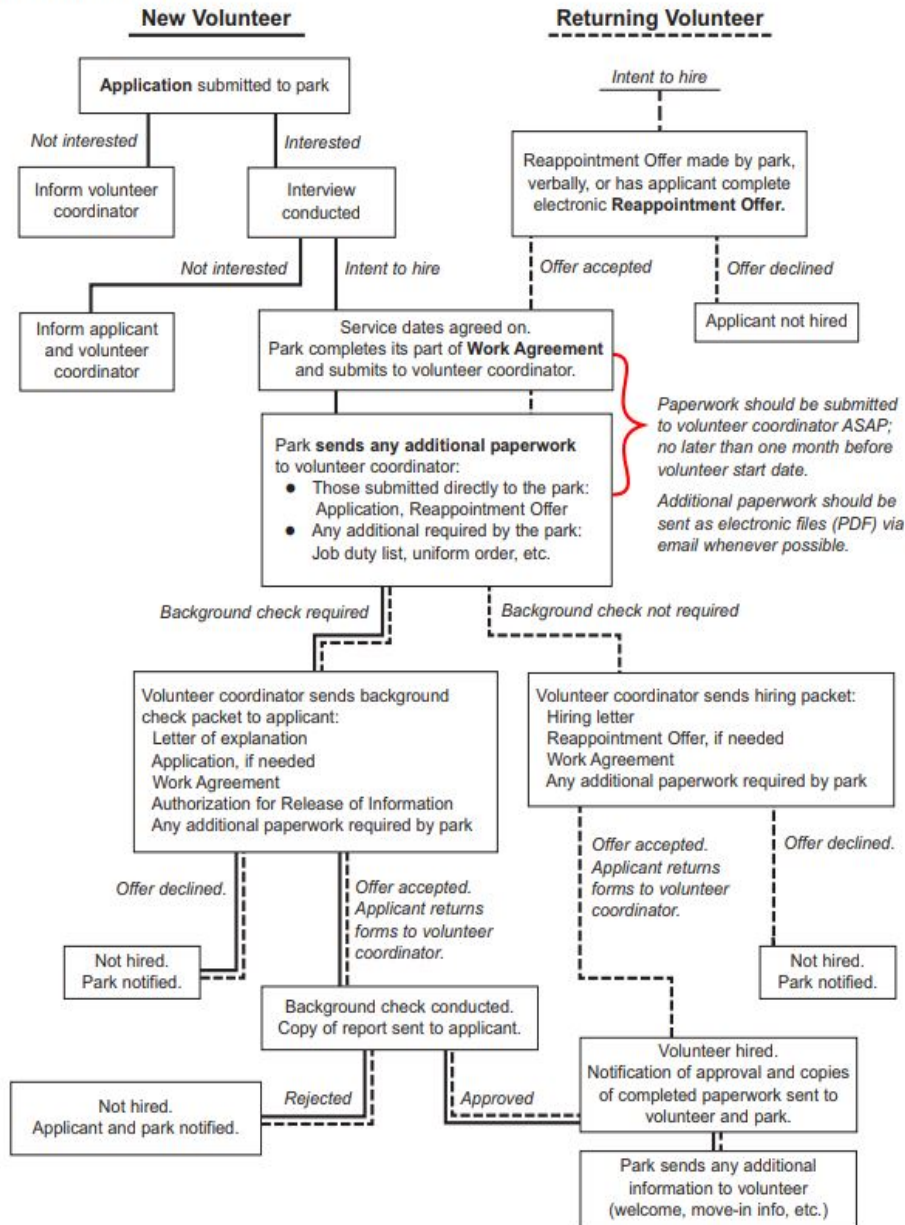 New Volunteer
Returning Volunteer
Application submitted to park
Intent to hire
Not interested
Interested
Reappointment Offer made by park,
verbally, or has applicant complete
electronic Reappointment Offer.
Inform volunteer
coordinator
Interview
conducted
Not interested
Intent to hire
Offer accepted
Offer declined
Inform applicant
and volunteer
coordinator
Service dates agreed on.
Park completes its part of Work Agreement
and submits to volunteer coordinator.
Applicant not hired
Paperwork should be submitted
to volunteer coordinator ASAP;
no later than one month before
volunteer start date.
Additional paperwork should be
sent as electronic files (PDF) via
email whenever possible.
Park sends any additional paperwork
to volunteer coordinator:
● Those submitted directly to the park:
Application, Reappointment Offer
● Any additional required by the park:
Job duty list, uniform order, etc.
Background check required
Background check not required
Volunteer coordinator sends background
check packet to applicant:
Letter of explanation
Application, if needed
Work Agreement
Authorization for Release of Information
Any additional paperwork required by park
Volunteer coordinator sends hiring packet:
Hiring letter
Reappointment Offer, if needed
Work Agreement
Any additional paperwork required by park
Offer declined.
Offer accepted.
Applicant returns
forms to volunteer
coordinator.
Offer accepted.
Applicant returns
forms to volunteer
coordinator.
Offer declined.
Not hired.
Park notified.
Not hired.
Park notified.
Background check conducted.
Copy of report sent to applicant.
Rejected
Approved
Not hired.
Applicant and park notified.
Volunteer hired.
Notification of approval and copies
of completed paperwork sent to
volunteer and park.
Park sends any additional
information to volunteer
(welcome, move-in info, etc.)